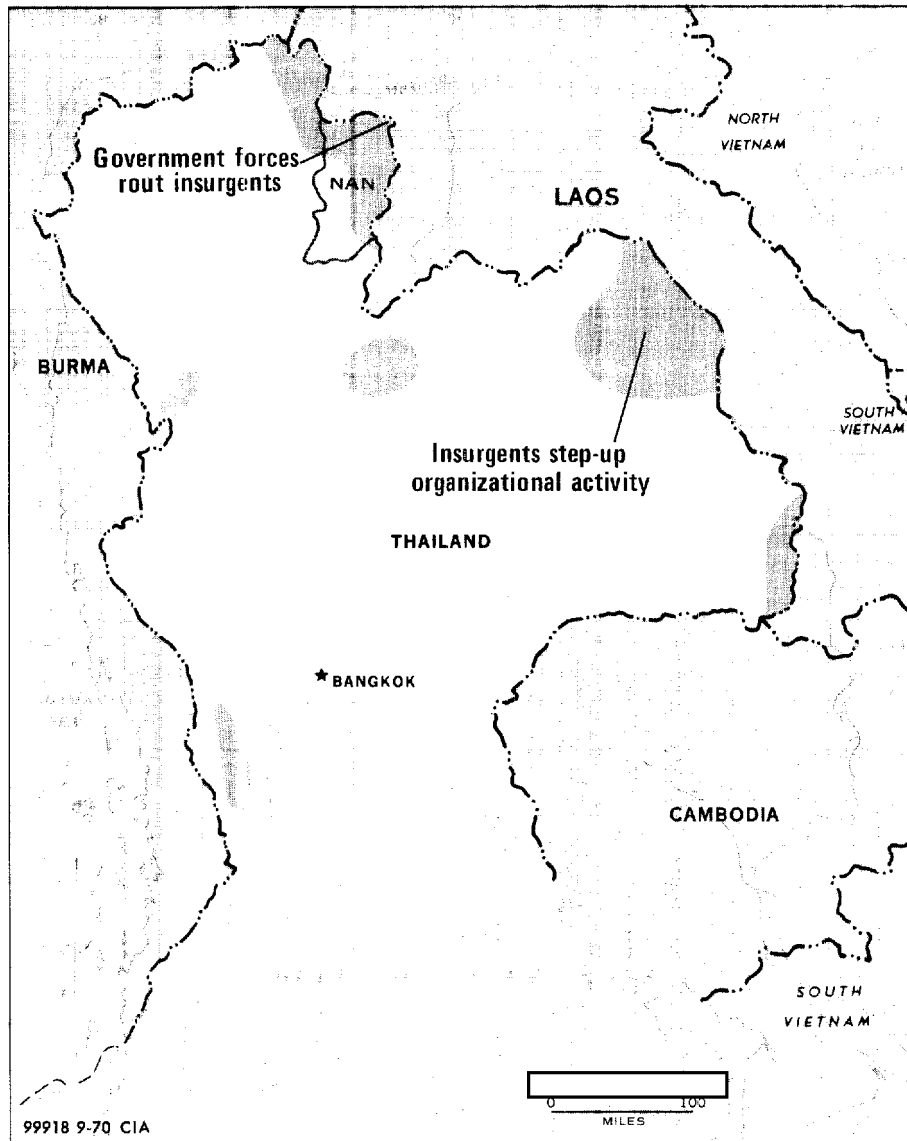 NORTH
VIETNAM
Government forces
rout insurgents
NAN
LAOS
BURMA
SOUTH
VIETNAM
Insurgents step-up
organizational activity
THAILAND
BANGKOK
CAMBODIA
SOUTH
VIETNAM
0 100
MILES
99918 9-70 CIA